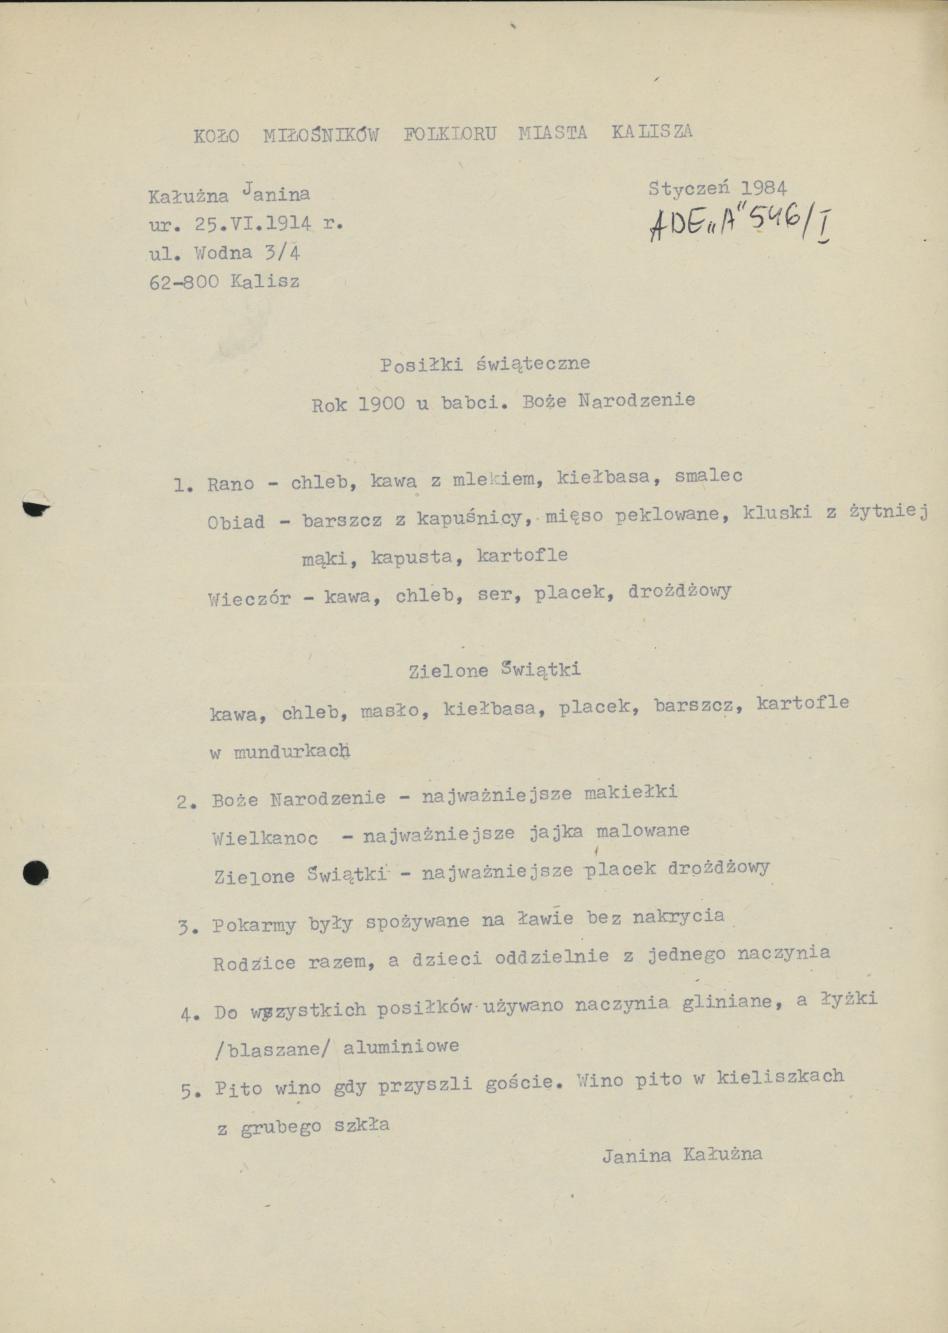 KOŁO MIŁOŚNIKÓW FOLKLORU MIASTA KALISZA
Kałużna Janina
ur. 25.VI.1914 r.
ul. Wodna 3/4
62-800 Kalisz
Styczeń 1984
ADE„A"546/I
Posiłki świąteczne
Rok 1900 u babci. Boże Narodzenie
1. Rano - chleb, kawa z mlekiem, kiełbasa, smalec
Obiad - barszcz z kapuśnicy, mięso peklowane, kluski z żytniej
mąki, kapusta, kartofle
Wieczór - kawa, chleb, ser, placek, drożdżowy
Zielone Świątki
kawa, chleb, masło, kiełbasa, placek, barszcz, kartofle
w mundurkach
2. Boże Narodzenie - najważniejsze makiełki
Wielkanoc - najważniejsze jajka malowane
Zielone Świątki - najważniejsze placek drożdżowy
3. Pokarmy były spożywane na ławie bez nakrycia
Rodzice razem, a dzieci oddzielnie z jednego naczynia
4. Do wszystkich posiłków używano naczynia gliniane, a łyżki
/blaszane/ aluminiowe
5. Pito wino gdy przyszli goście. Wino pito w kieliszkach
z grubego szkła
Janina Kałużna